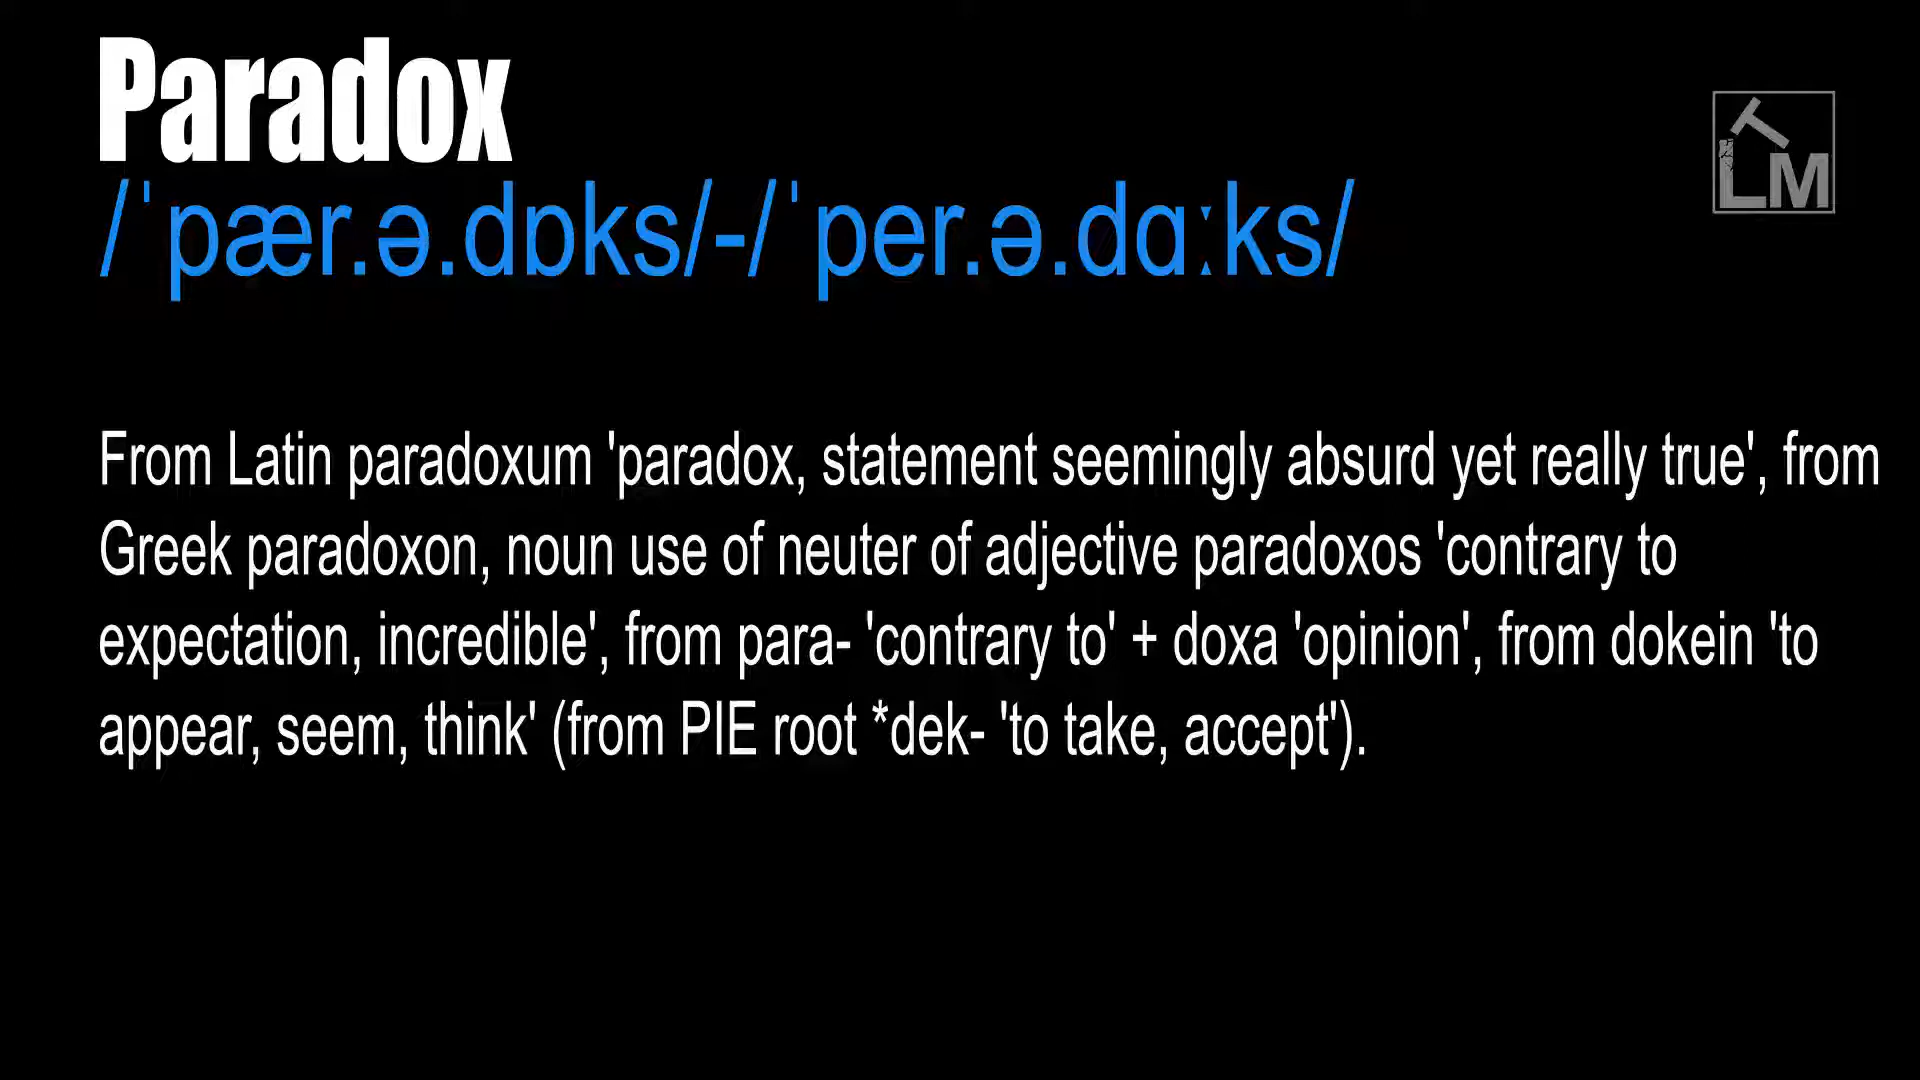 Paradox
/ˈpær.ə.dɒks/-/ˈper.ə.dɑːks/
TLM
From Latin paradoxum 'paradox, statement seemingly absurd yet really true', from
Greek paradoxon, noun use of neuter of adjective paradoxos 'contrary to
expectation, incredible', from para- 'contrary to' + doxa 'opinion', from dokein 'to
appear, seem, think' (from PIE root *dek- 'to take, accept').